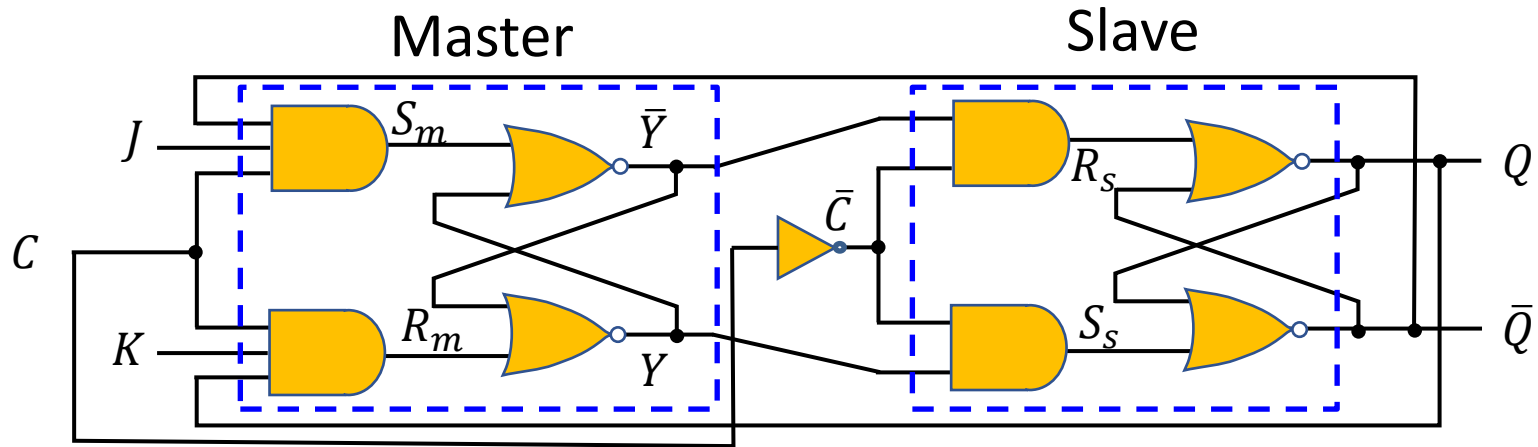 Master
Slave
J
S_m
Ȳ
R_s
Q
C
C̄
K
R_m
Y
S_s
Q̄